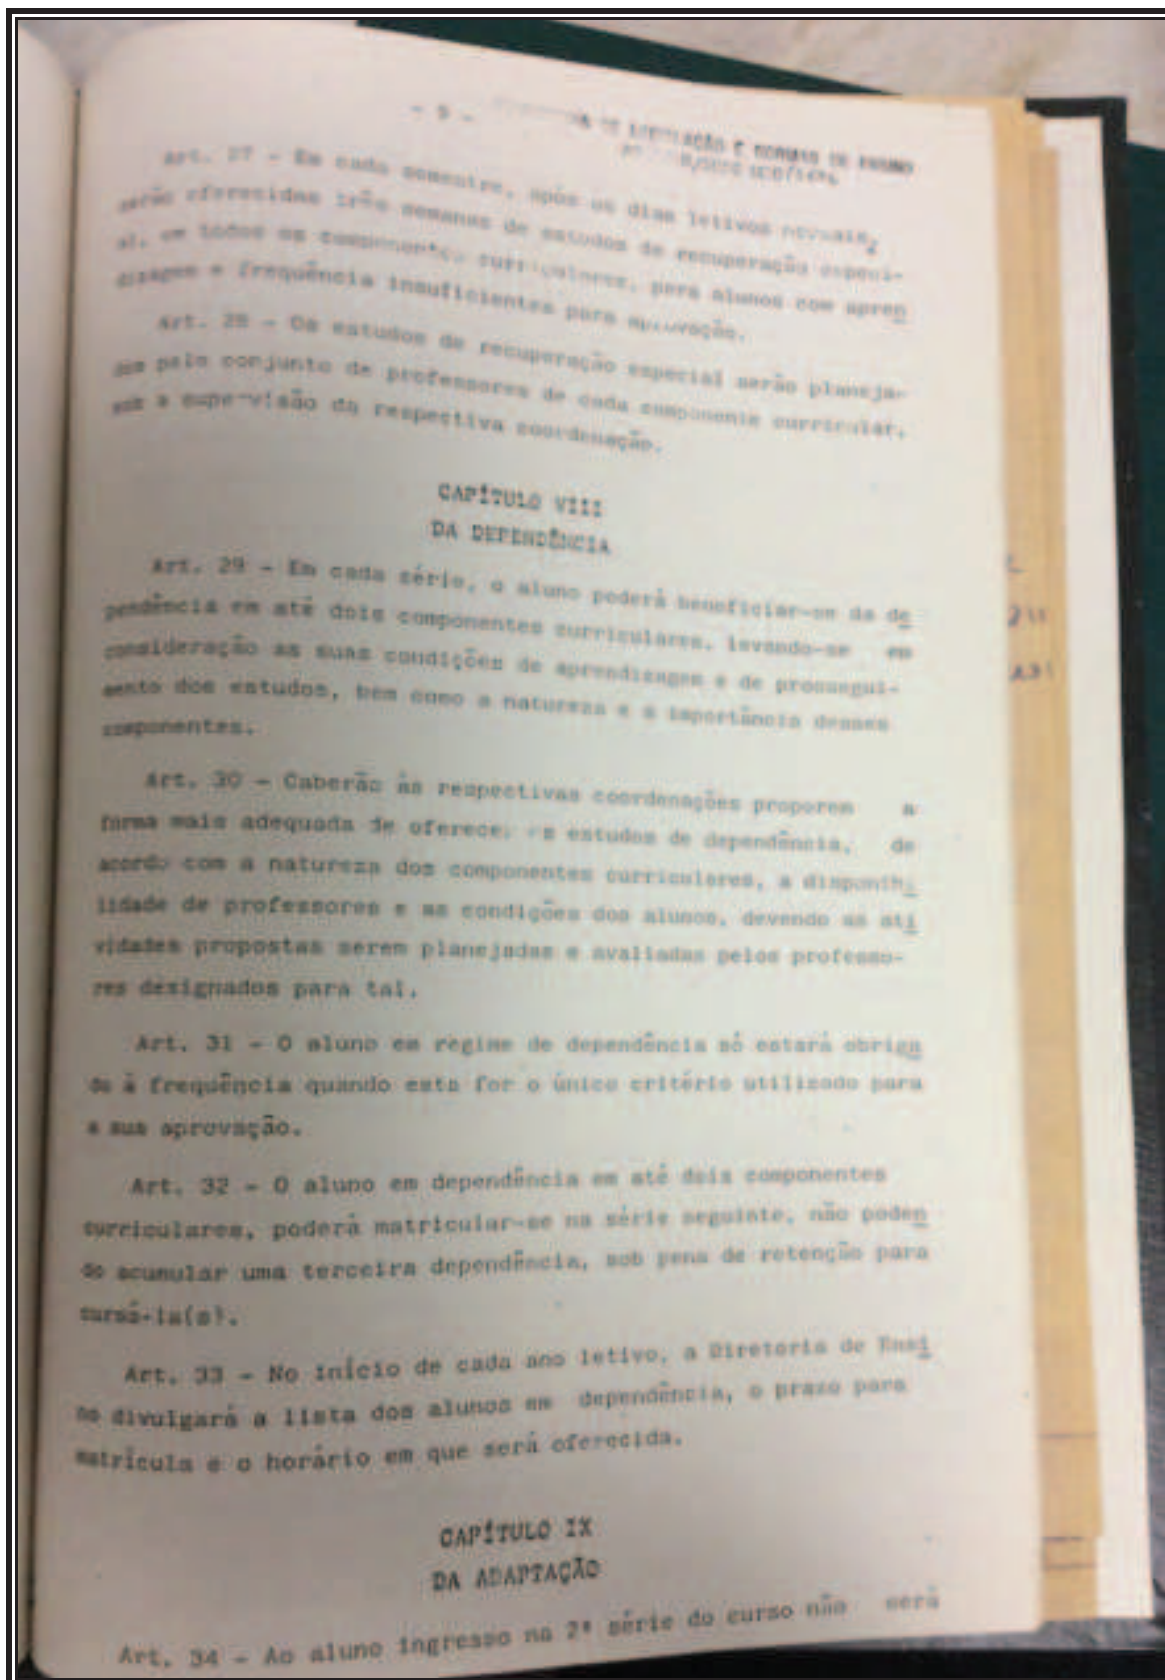 - 9 -
DE LEGISLAÇÃO E NORMAS DE ENSINO
Art. 27 - Em cada semestre, após os dias letivos normais,
serão oferecidas três semanas de estudos de recuperação especi-
al, em todos os componentes curriculares, para alunos com apren
dizagem e frequência insuficientes para aprovação.
Art. 28 - Os estudos de recuperação especial serão planeja-
dos pelo conjunto de professores de cada componente curricular,
sob a supervisão da respectiva coordenação.
CAPÍTULO VIII
DA DEPENDÊNCIA
Art. 29 - Em cada série, o aluno poderá beneficiar-se da de
pendência em até dois componentes curriculares, levando-se em
consideração as suas condições de aprendizagem e de prossegui-
mento dos estudos, bem como a natureza e a importância desses
componentes.
Art. 30 - Caberão às respectivas coordenações proporem a
forma mais adequada de oferecer os estudos de dependência, de
acordo com a natureza dos componentes curriculares, a disponibi
lidade de professores e as condições dos alunos, devendo as ati
vidades propostas serem planejadas e avaliadas pelos professo-
res designados para tal.
Art. 31 - O aluno em regime de dependência só estará obriga
do à frequência quando esta for o único critério utilizado para
a sua aprovação.
Art. 32 - O aluno em dependência em até dois componentes
curriculares, poderá matricular-se na série seguinte, não poden
do acumular uma terceira dependência, sob pena de retenção para
cursá-la(s).
Art. 33 - No início de cada ano letivo, a Diretoria de Ensi
no divulgará a lista dos alunos em dependência, o prazo para
matrícula e o horário em que será oferecida.
CAPÍTULO IX
DA ADAPTAÇÃO
Art. 34 - Ao aluno ingresso na 2ª série do curso não será